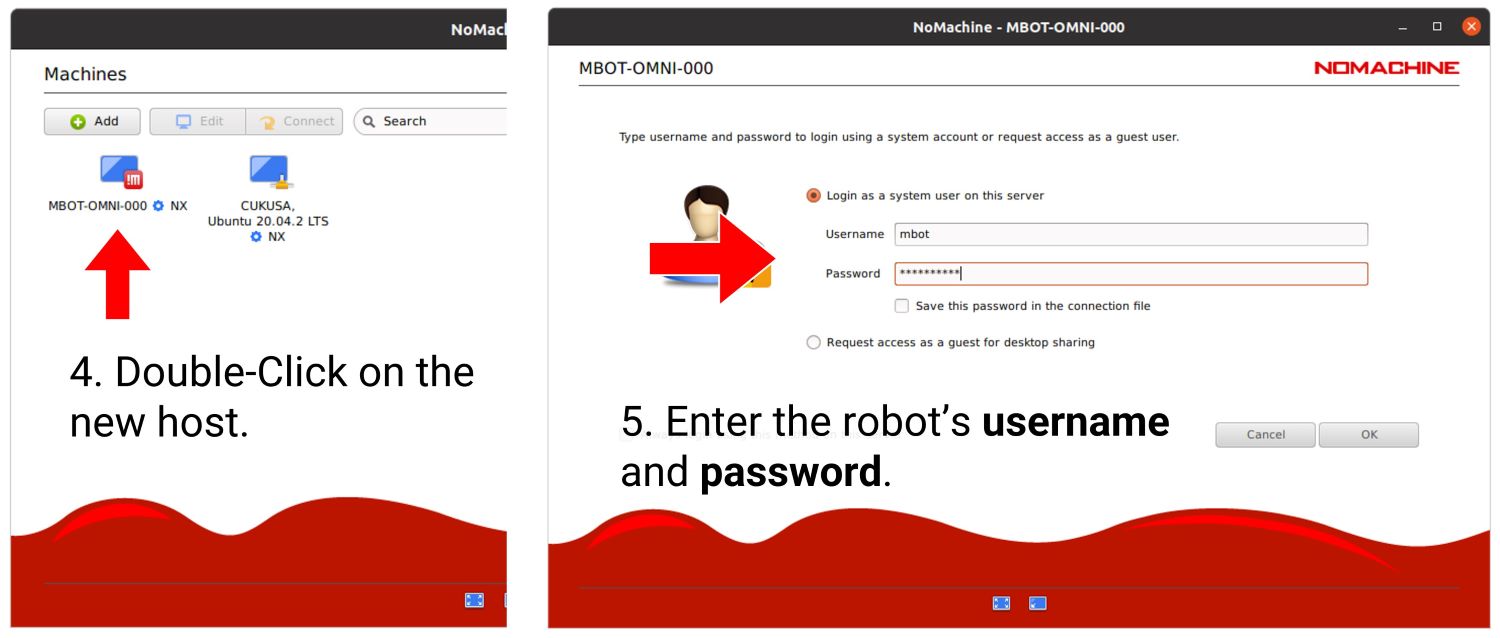 NoMac
Machines
Add
Edit
Connect
Search
MBOT-OMNI-000 NX
CUKUSA,
Ubuntu 20.04.2 LTS
NX
4. Double-Click on the
new host.
NoMachine - MBOT-OMNI-000
MBOT-OMNI-000
NOMACHINE
Type username and password to login using a system account or request access as a guest user.
Login as a system user on this server
Username mbot
Password **********
Save this password in the connection file
Request access as a guest for desktop sharing
5. Enter the robot’s username
and password.
Cancel
OK